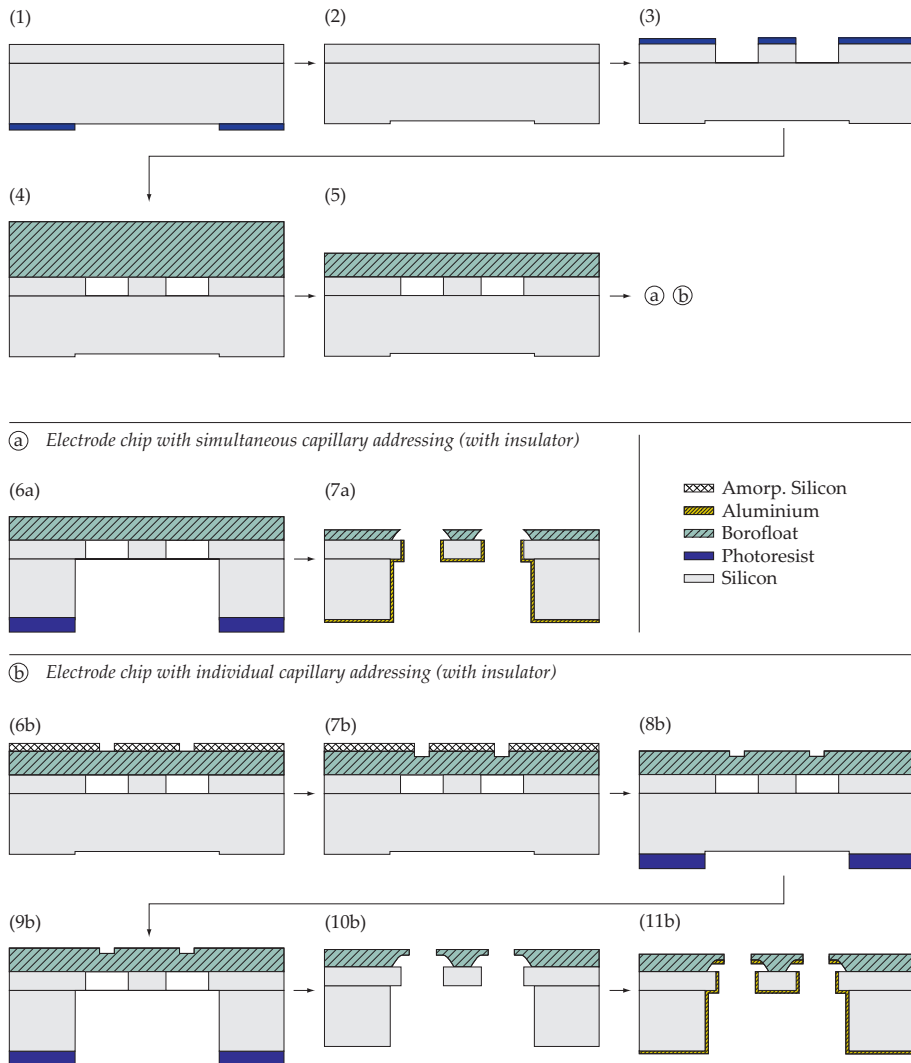 (1)
(2)
(3)
(4)
(5)
ⓐ ⓑ
ⓐ Electrode chip with simultaneous capillary addressing (with insulator)
(6a)
(7a)
Amorp. Silicon
Aluminium
Borofloat
Photoresist
Silicon
ⓑ Electrode chip with individual capillary addressing (with insulator)
(6b)
(7b)
(8b)
(9b)
(10b)
(11b)